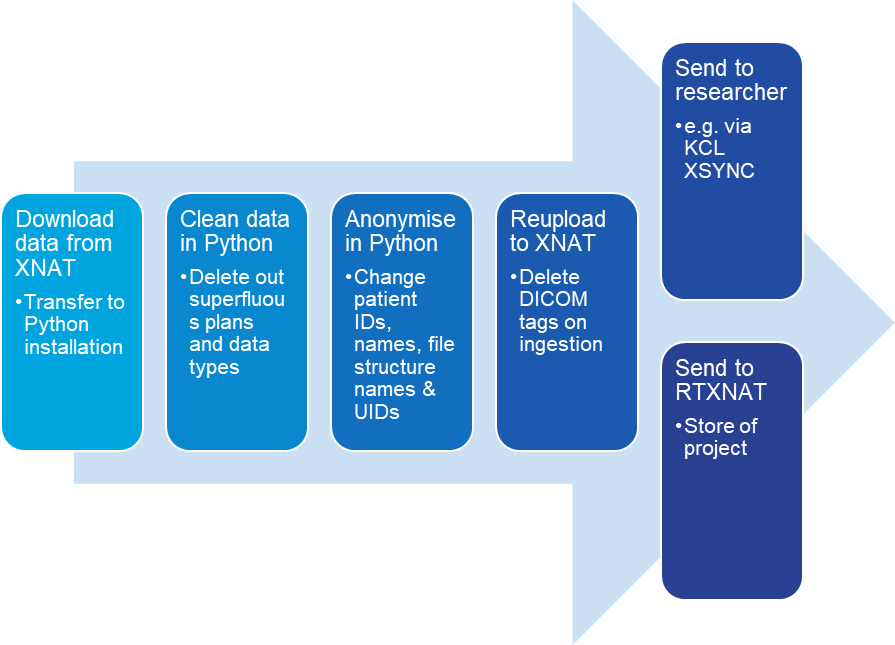 Download
data from
XNAT
•Transfer to
Python
installation
Clean data
in Python
•Delete out
superfluou
s plans
and data
types
Anonymise
in Python
•Change
patient
IDs,
names, file
structure
names &
UIDs
Reupload
to XNAT
•Delete
DICOM
tags on
ingestion
Send to
researcher
•e.g. via
KCL
XSYNC
Send to
RTXNAT
•Store of
project